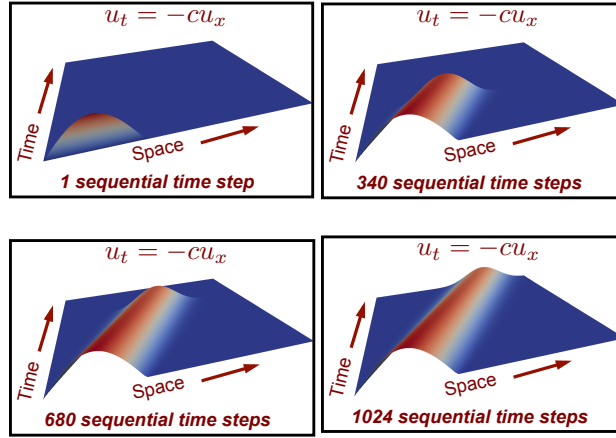 u_t = -cu_x
Time
Space
1 sequential time step
u_t = -cu_x
Time
Space
340 sequential time steps
u_t = -cu_x
Time
Space
680 sequential time steps
u_t = -cu_x
Time
Space
1024 sequential time steps